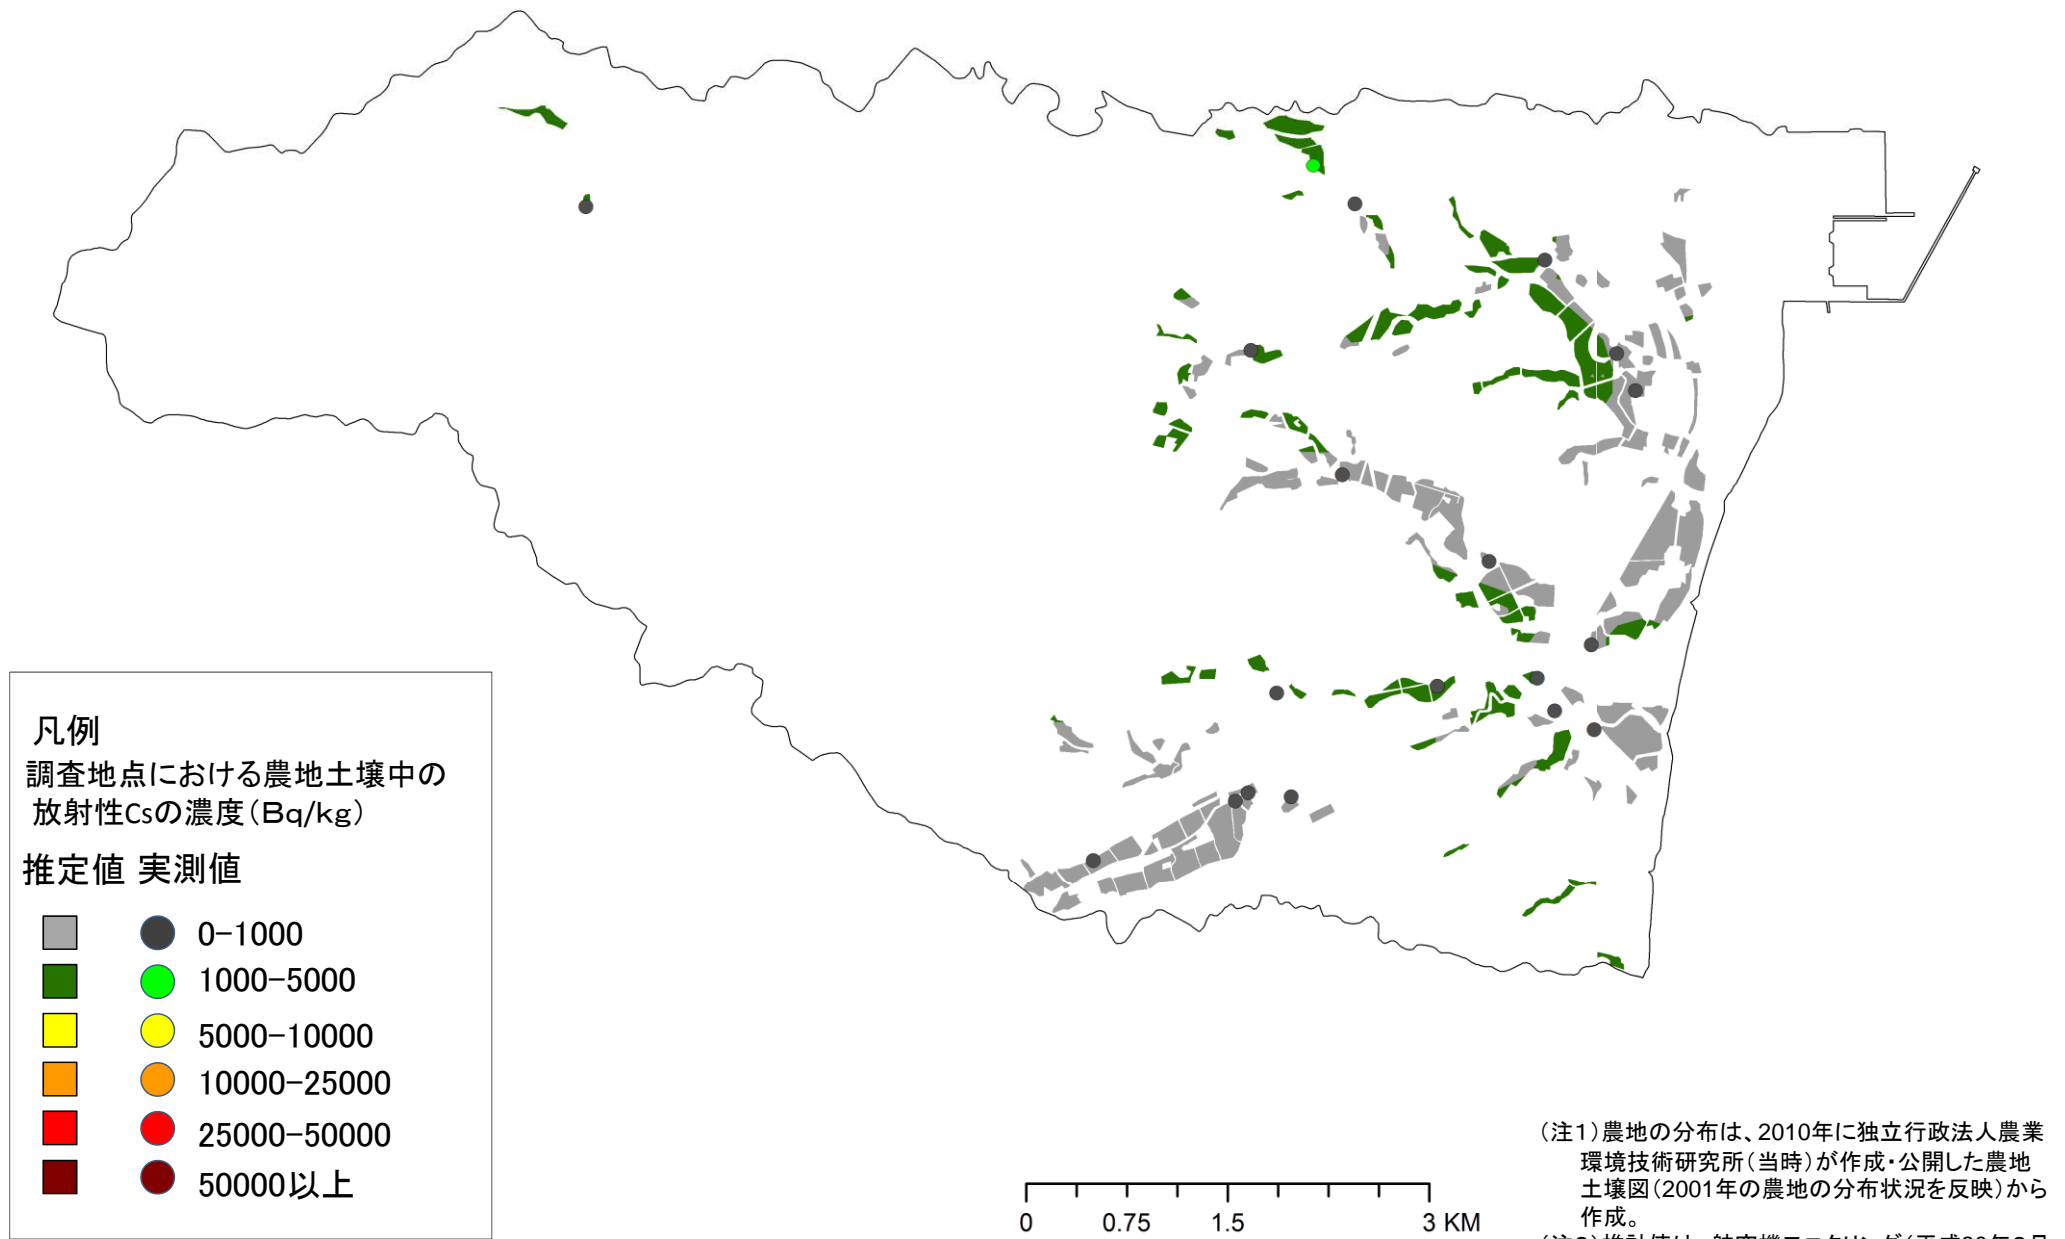 凡例
調査地点における農地土壌中の
放射性Csの濃度(Bq/kg)
推定値 実測値
0-1000
1000-5000
5000-10000
10000-25000
25000-50000
50000以上
0 0.75 1.5 3 KM
(注1)農地の分布は、2010年に独立行政法人農業
環境技術研究所(当時)が作成・公開した農地
土壌図(2001年の農地の分布状況を反映)から
作成。